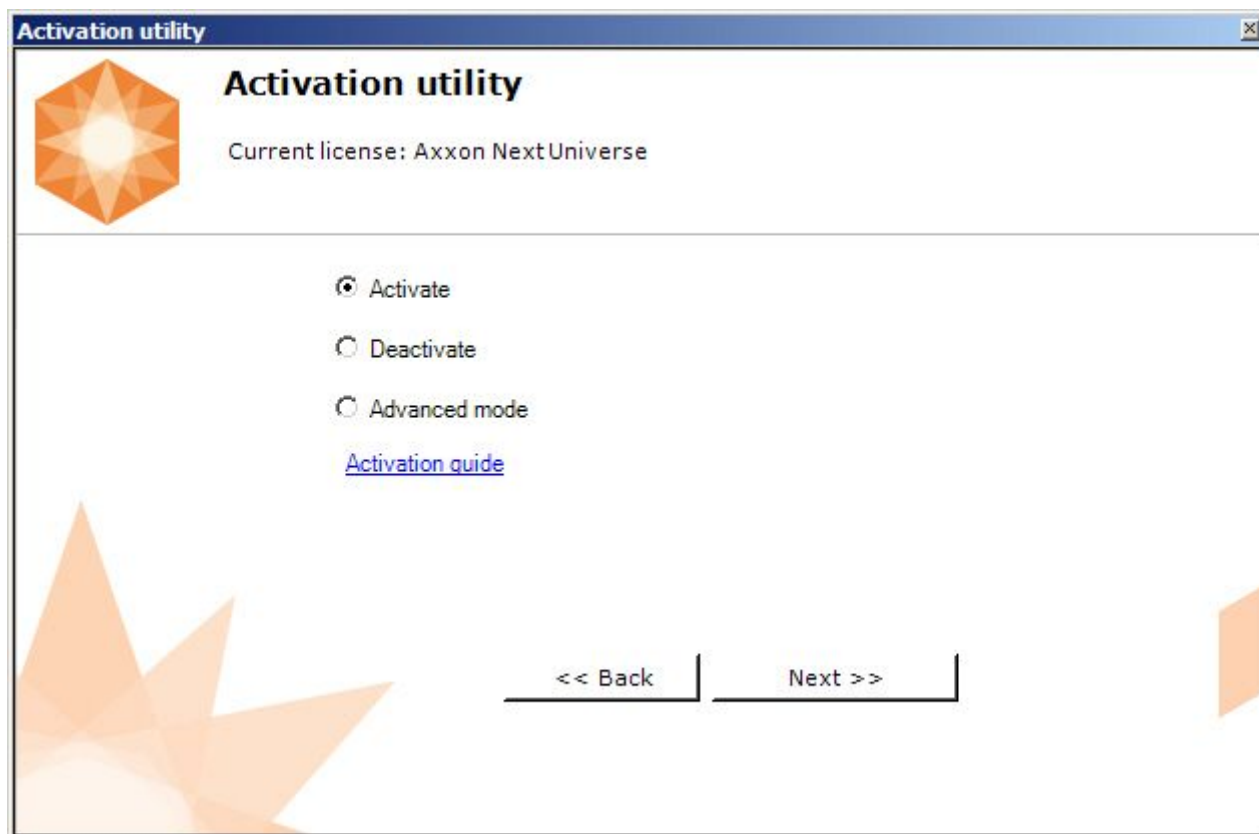 Activation utility
Activation utility
Current license: Axxon Next Universe
Activate
Deactivate
Advanced mode
Activation guide
<< Back
Next >>